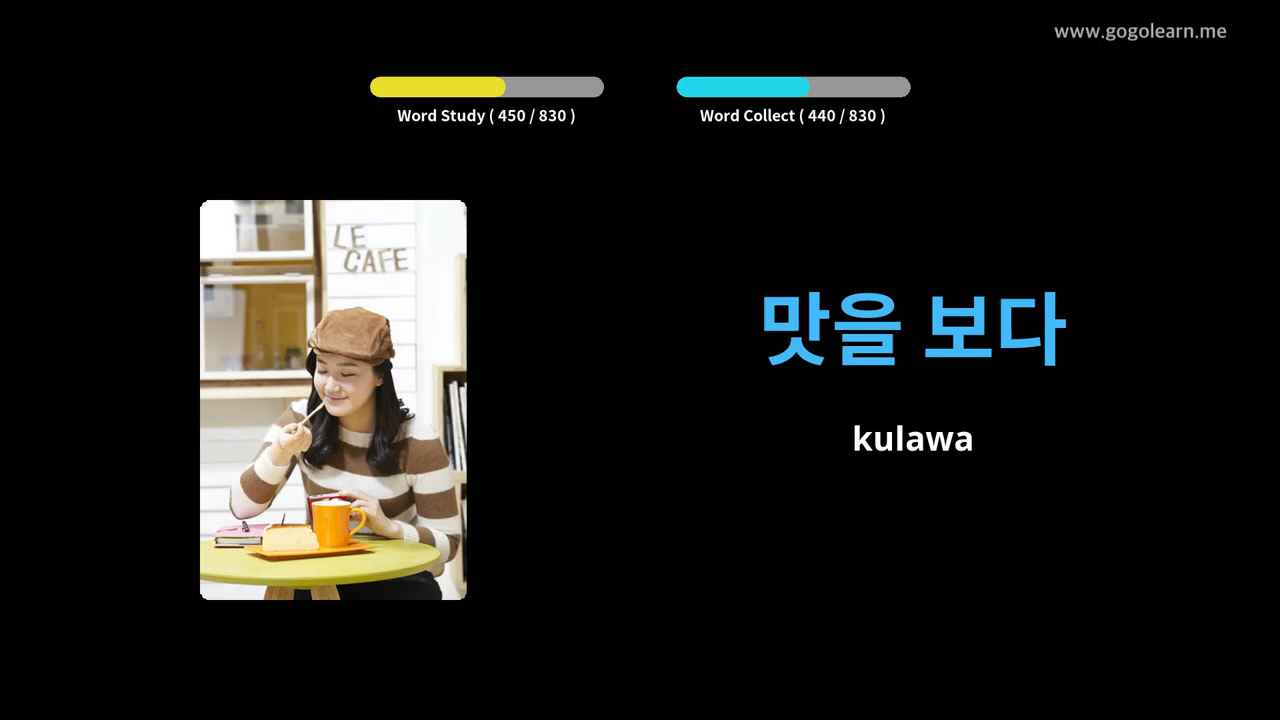 www.gogolearn.me
Word Study ( 450 / 830 )
Word Collect ( 440 / 830 )
LE
CAFE
맛을 보다
kulawa